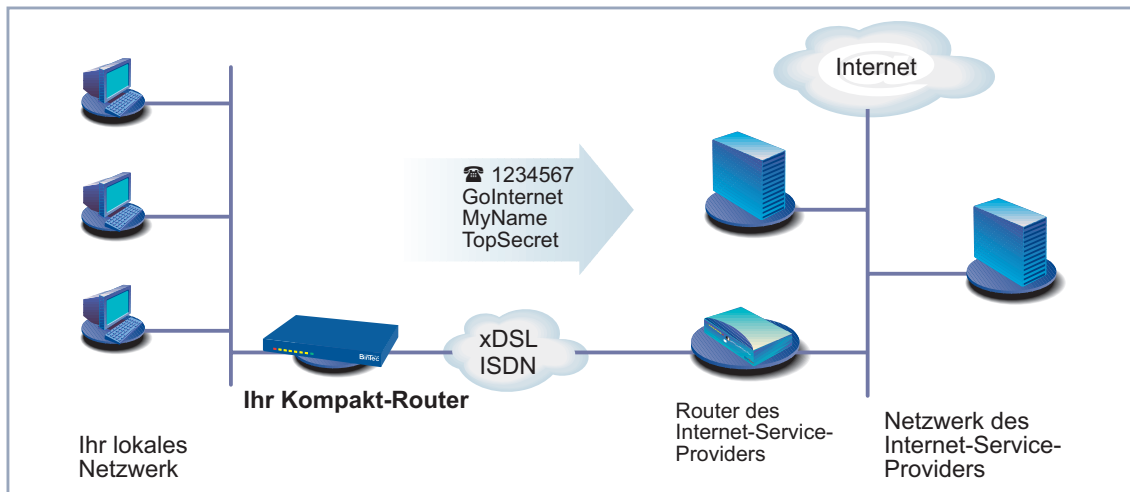 Internet
☎ 1234567
GoInternet
MyName
TopSecret
BinTec
xDSL
ISDN
Ihr Kompakt-Router
Ihr lokales
Netzwerk
Router des
Internet-Service-
Providers
Netzwerk des
Internet-Service-
Providers